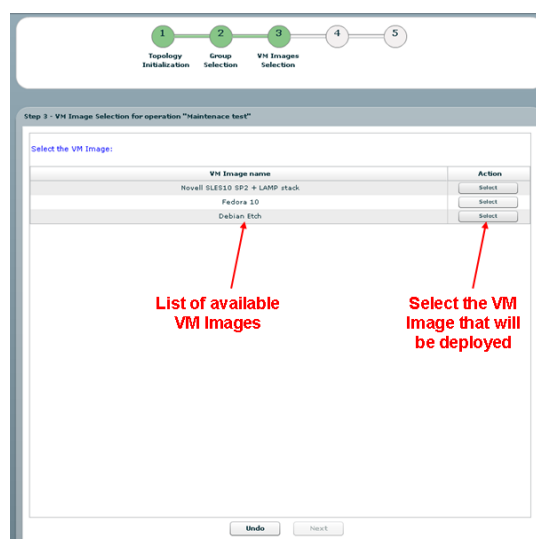 1 2 3 4 5
Topology Initialization Group Selection VM Images Selection
Step 3 - VM Image Selection for operation "Maintenace test"
Select the VM Image:
VM Image name Action
Novell SLES10 SP2 + LAMP stack Select
Fedora 10 Select
Debian Etch Select
List of available
VM Images
Select the VM
Image that will
be deployed
Undo Next